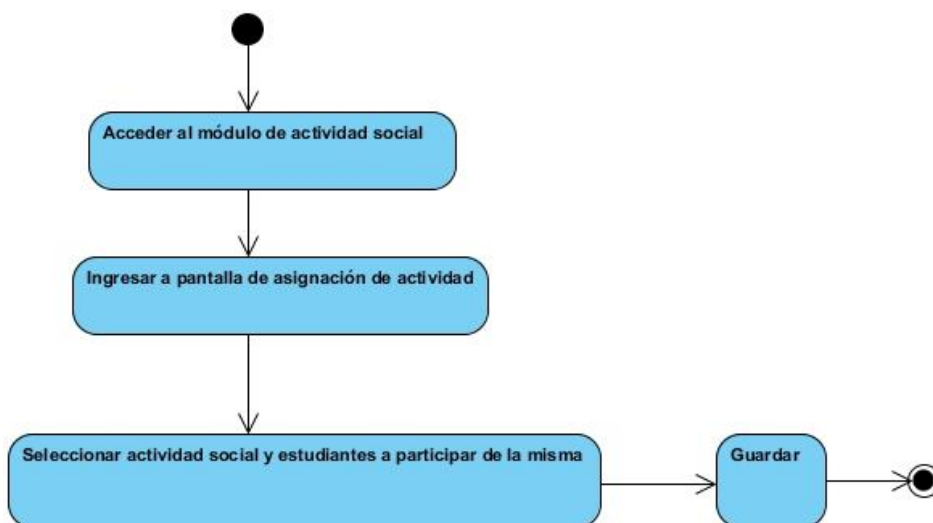 Acceder al módulo de actividad social
Ingresar a pantalla de asignación de actividad
Seleccionar actividad social y estudiantes a participar de la misma
Guardar